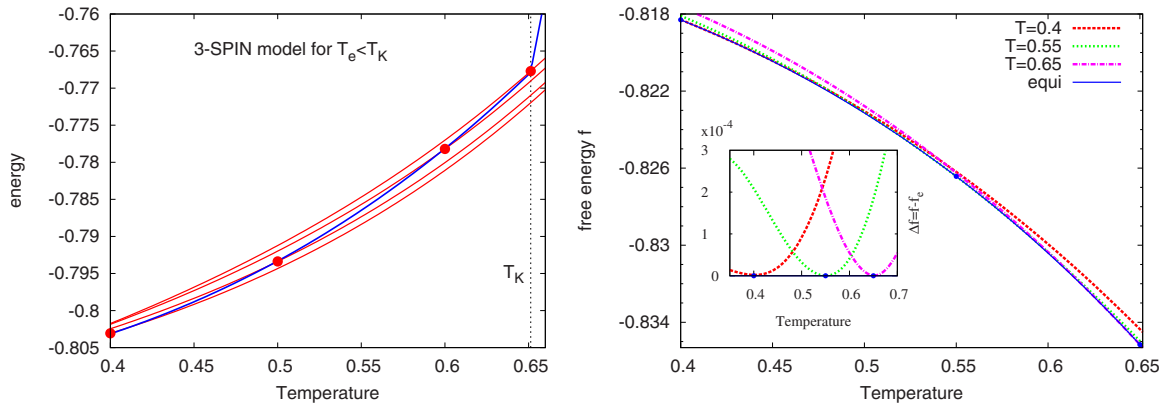 -0.76
-0.765
-0.77
-0.775
-0.78
-0.785
-0.79
-0.795
-0.8
-0.805
energy
3-SPIN model for T_e<T_K
T_K
0.4
0.45
0.5
0.55
0.6
0.65
Temperature
-0.818
-0.822
-0.826
-0.83
-0.834
free energy f
T=0.4
T=0.55
T=0.65
equi
x10^-4
3
2
1
0
0.4
0.5
0.6
0.7
Temperature
Δf=f-f_e
0.4
0.45
0.5
0.55
0.6
0.65
Temperature